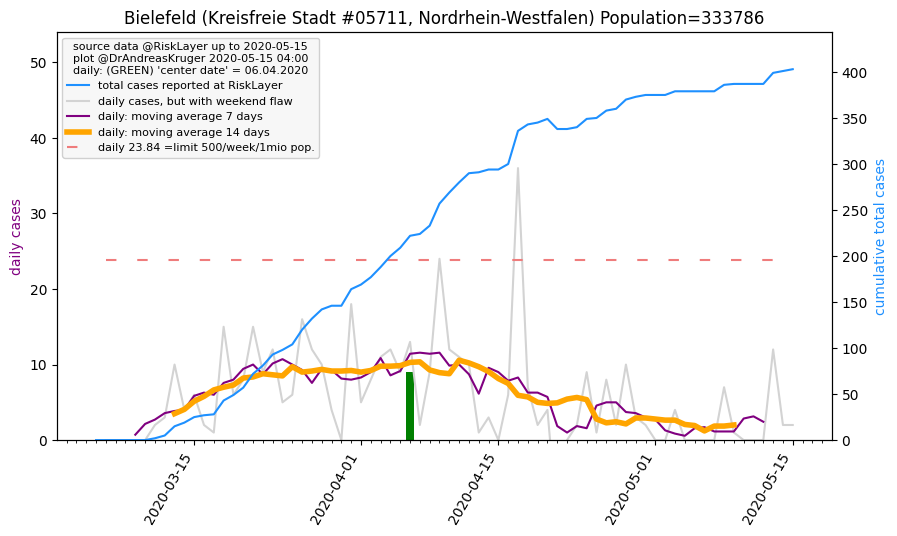 Bielefeld (Kreisfreie Stadt #05711, Nordrhein-Westfalen) Population=333786
source data @RiskLayer up to 2020-05-15
plot @DrAndreasKruger 2020-05-15 04:00
daily: (GREEN) 'center date' = 06.04.2020
total cases reported at RiskLayer
daily cases, but with weekend flaw
daily: moving average 7 days
daily: moving average 14 days
daily 23.84 =limit 500/week/1mio pop.
daily cases
50
40
30
20
10
0
cumulative total cases
400
350
300
250
200
150
100
50
0
2020-03-15
2020-04-01
2020-04-15
2020-05-01
2020-05-15